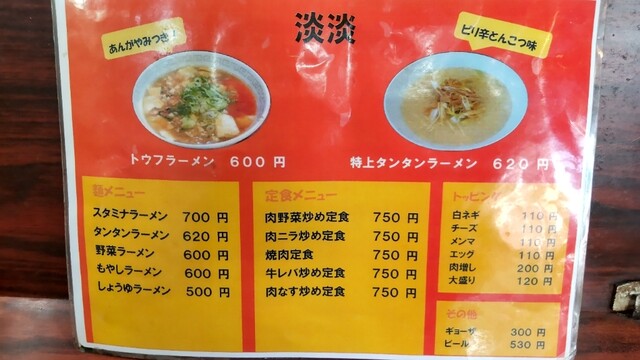 淡淡
あんがやみつき!
ピリ辛とんこつ味
トウフラーメン 600 円
特上タンタンラーメン 620 円
麺メニュー
スタミナラーメン 700 円
タンタンラーメン 620 円
野菜ラーメン 600 円
もやしラーメン 600 円
しょうゆラーメン 500 円
定食メニュー
肉野菜炒め定食 750 円
肉ニラ炒め定食 750 円
焼肉定食 750 円
牛レバ炒め定食 750 円
肉なす炒め定食 750 円
トッピング
白ネギ 110 円
チーズ 110 円
メンマ 110 円
エッグ 110 円
肉増し 200 円
大盛り 120 円
その他
ギョーザ 300 円
ビール 530 円